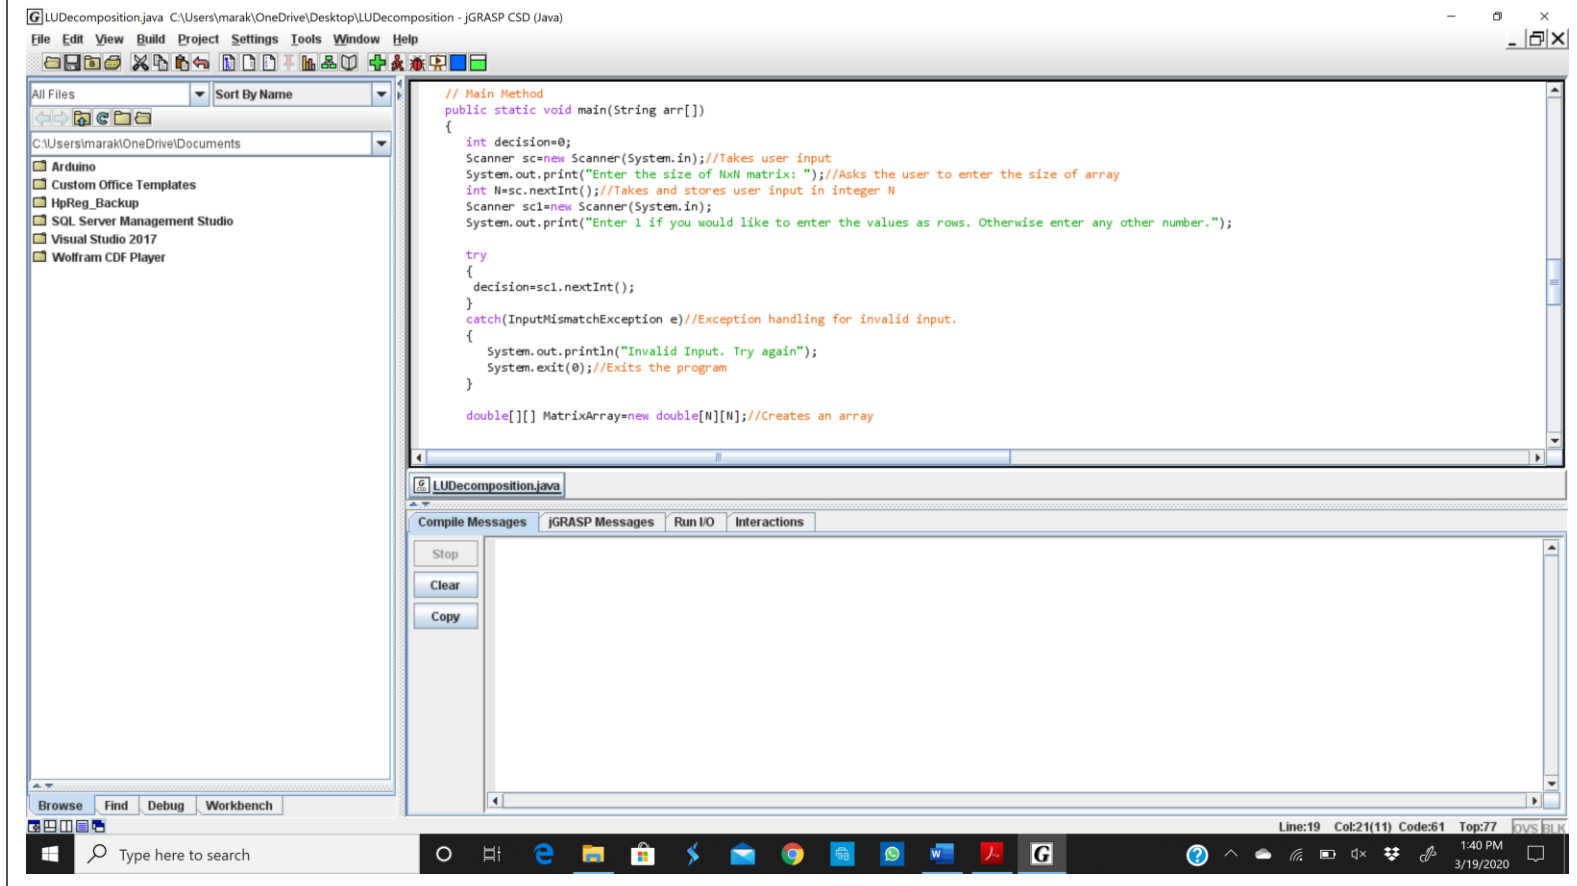 LUDecomposition.java C:\Users\marak\OneDrive\Desktop\LUDecomposition - jGRASP CSD (Java)
File Edit View Build Project Settings Tools Window Help
All Files Sort By Name
C:\Users\marak\OneDrive\Documents
Arduino
Custom Office Templates
HpReg_Backup
SQL Server Management Studio
Visual Studio 2017
Wolfram CDF Player
Browse Find Debug Workbench
// Main Method
public static void main(String arr[])
{
int decision=0;
Scanner sc=new Scanner(System.in);//Takes user input
System.out.print("Enter the size of NxN matrix: ");//Asks the user to enter the size of array
int N=sc.nextInt();//Takes and stores user input in integer N
Scanner sc1=new Scanner(System.in);
System.out.print("Enter 1 if you would like to enter the values as rows. Otherwise enter any other number.");
try
{
decision=sc1.nextInt();
}
catch(InputMismatchException e)//Exception handling for invalid input.
{
System.out.println("Invalid Input. Try again");
System.exit(0);//Exits the program
}
double[][] MatrixArray=new double[N][N];//Creates an array
LUDecomposition.java
Compile Messages jGRASP Messages Run I/O Interactions
Stop
Clear
Copy
Line:19 Col:21(11) Code:61 Top:77 OVS BLK
Type here to search
1:40 PM
3/19/2020